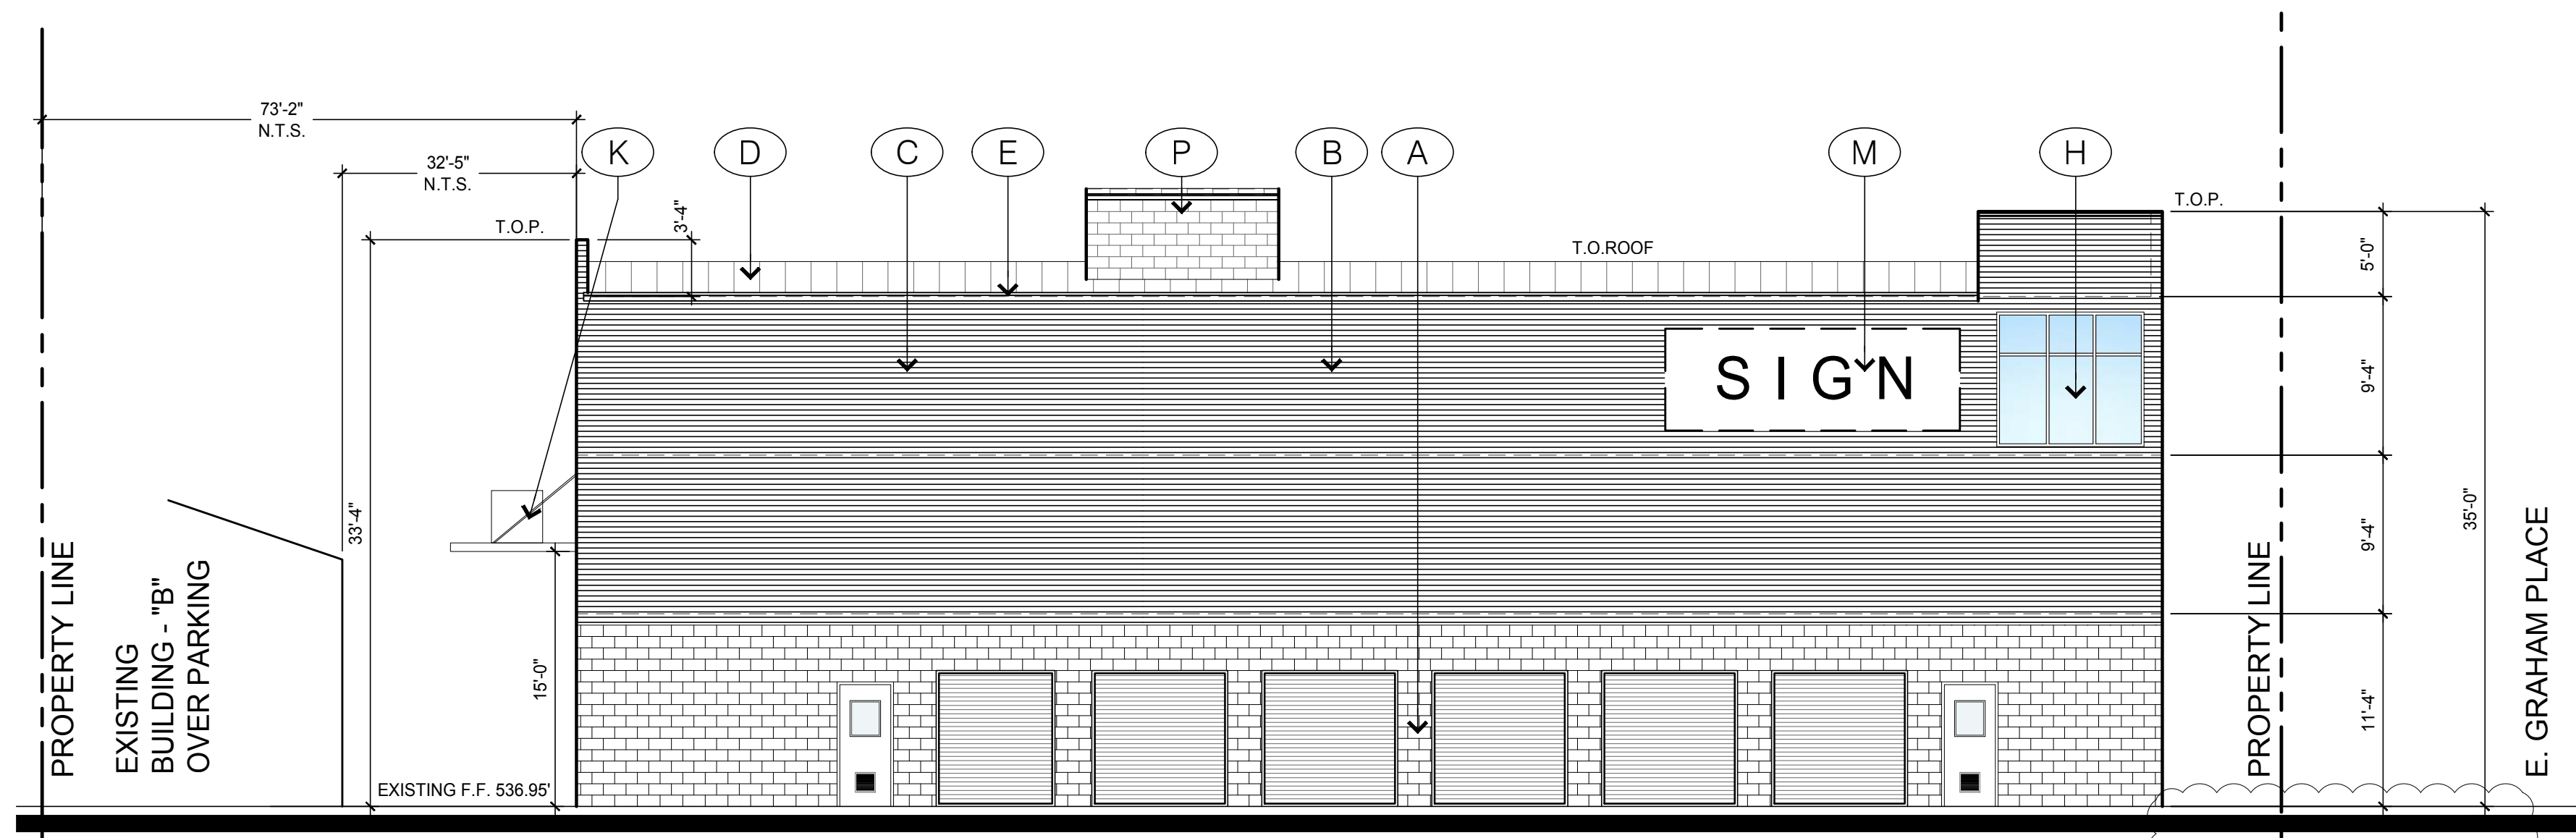 73'-2"
N.T.S.
32'-5"
N.T.S.
K
D
C
E
P
B
A
M
H
T.O.P.
3'-4"
T.O.ROOF
T.O.P.
5'-0"
SIGN
9'-4"
33'-4"
9'-4"
35'-0"
15'-0"
11'-4"
PROPERTY LINE
EXISTING
BUILDING - "B"
OVER PARKING
EXISTING F.F. 536.95'
PROPERTY LINE
E. GRAHAM PLACE